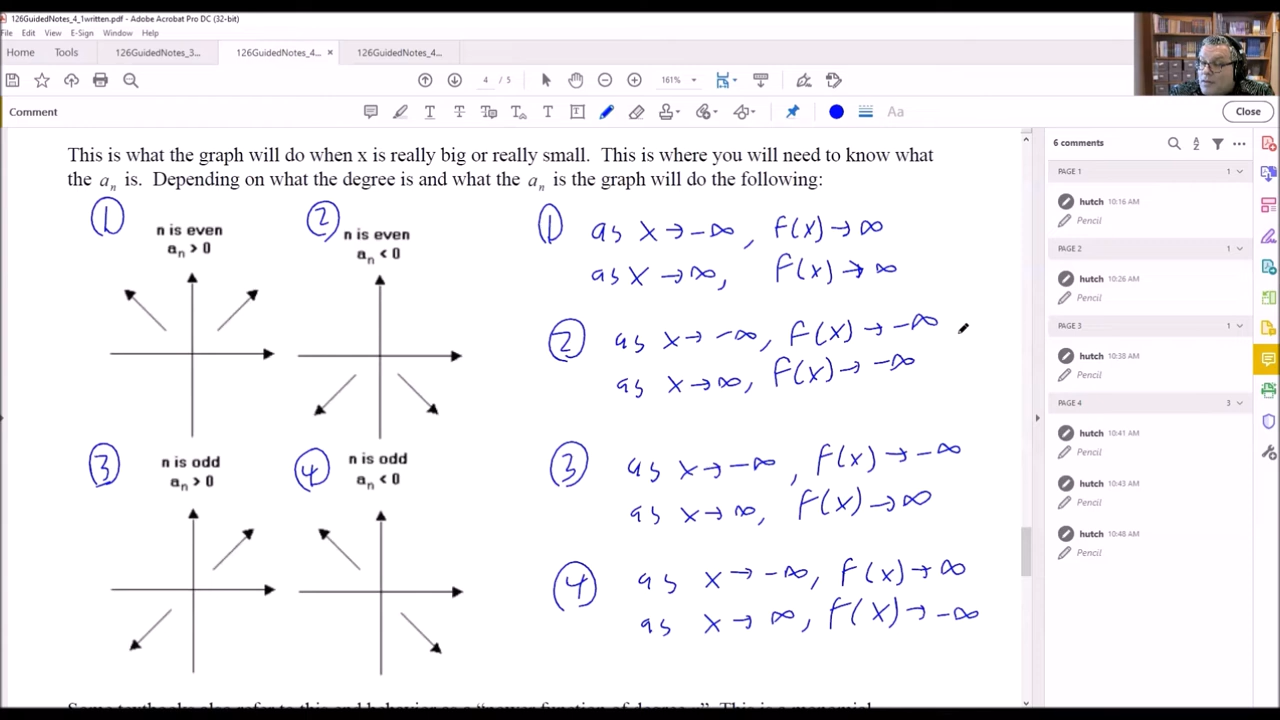 126GuidedNotes_4_1written.pdf - Adobe Acrobat Pro DC (32-bit)
File Edit View E-Sign Window Help
Home Tools 126GuidedNotes_3... 126GuidedNotes_4... × 126GuidedNotes_4...
4 / 5 161%
Comment Close
6 comments
This is what the graph will do when x is really big or really small. This is where you will need to know what
the aₙ is. Depending on what the degree is and what the aₙ is the graph will do the following:
① n is even
aₙ > 0
② n is even
aₙ < 0
③ n is odd
aₙ > 0
④ n is odd
aₙ < 0
① as x → -∞, f(x) → ∞
as x → ∞, f(x) → ∞
② as x → -∞, f(x) → -∞
as x → ∞, f(x) → -∞
③ as x → -∞, f(x) → -∞
as x → ∞, f(x) → ∞
④ as x → -∞, f(x) → ∞
as x → ∞, f(x) → -∞
PAGE 1 1
hutch 10:16 AM
Pencil
PAGE 2 1
hutch 10:26 AM
Pencil
PAGE 3 1
hutch 10:38 AM
Pencil
PAGE 4 3
hutch 10:41 AM
Pencil
hutch 10:43 AM
Pencil
hutch 10:48 AM
Pencil